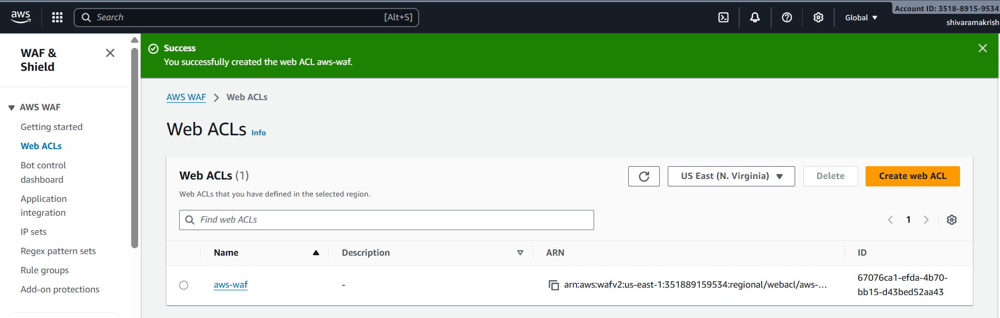 aws
Search
[Alt+S]
Global
Account ID: 3518-8915-9534
shivaramakrish
WAF &
Shield
AWS WAF
Getting started
Web ACLs
Bot control
dashboard
Application
integration
IP sets
Regex pattern sets
Rule groups
Add-on protections
Success
You successfully created the web ACL aws-waf.
AWS WAF
Web ACLs
Web ACLs Info
Web ACLs (1)
Web ACLs that you have defined in the selected region.
US East (N. Virginia)
Delete
Create web ACL
Find web ACLs
1
Name
Description
ARN
ID
aws-waf
-
arn:aws:wafv2:us-east-1:351889159534:regional/webacl/aws-...
67076ca1-efda-4b70-
bb15-d43bed52aa43